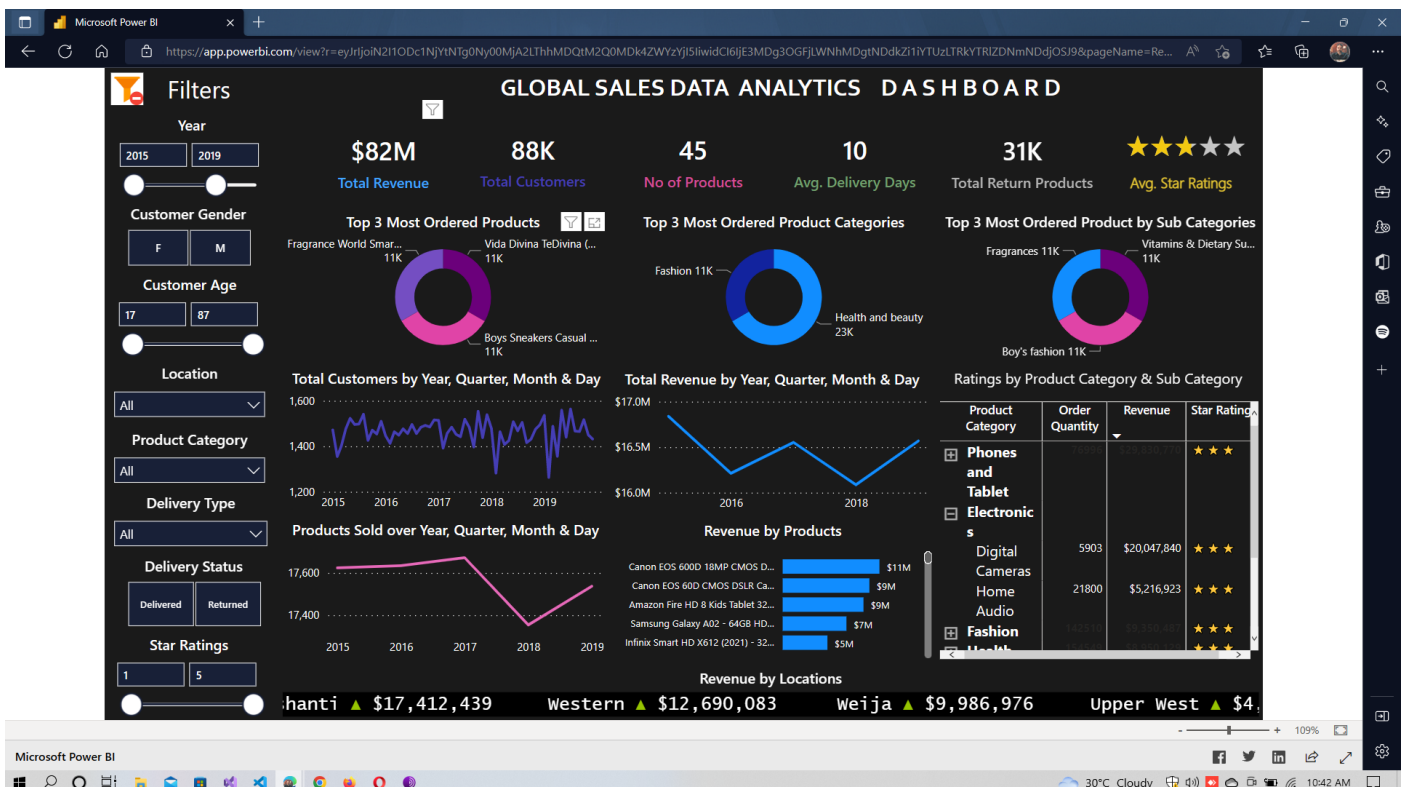 Microsoft Power BI
https://app.powerbi.com/view?r=eyJrIjoiN2I1ODc1NjYtNTg0Ny00MjA2LThhMDQtM2Q0MDk4ZWYzYjI5IiwidCI6IjE3MDg3OGFjLWNhMDgtNDdkZi1iYTUzLTRkYTRlZDNmNDdjOSJ9&pageName=Re...
Filters
GLOBAL SALES DATA ANALYTICS DASHBOARD
Year
2015 2019
$82M 88K 45 10 31K
Total Revenue Total Customers No of Products Avg. Delivery Days Total Return Products Avg. Star Ratings
Customer Gender
F M
Customer Age
17 87
Location
All
Product Category
All
Delivery Type
All
Delivery Status
Delivered Returned
Star Ratings
1 5
Top 3 Most Ordered Products
Fragrance World Smar...
11K
Vida Divina TeDivina (...
11K
Boys Sneakers Casual ...
11K
Top 3 Most Ordered Product Categories
Fashion 11K
Health and beauty
23K
Top 3 Most Ordered Product by Sub Categories
Fragrances 11K
Vitamins & Dietary Su...
11K
Boy's fashion 11K
Total Customers by Year, Quarter, Month & Day
1,600
1,400
1,200
2015 2016 2017 2018 2019
Total Revenue by Year, Quarter, Month & Day
$17.0M
$16.5M
$16.0M
2016 2018
Ratings by Product Category & Sub Category
Product Category Order Quantity Revenue Star Rating
Phones
and
Tablet
Electronic
s
Digital 5903 $20,047,840
Cameras
Home 21800 $5,216,923
Audio
Fashion
Health
Products Sold over Year, Quarter, Month & Day
17,600
17,400
2015 2016 2017 2018 2019
Revenue by Products
Canon EOS 600D 18MP CMOS D... $11M
Canon EOS 60D CMOS DSLR Ca... $9M
Amazon Fire HD 8 Kids Tablet 32... $9M
Samsung Galaxy A02 - 64GB HD... $7M
Infinix Smart HD X612 (2021) - 32... $5M
Revenue by Locations
shanti ▲ $17,412,439 Western ▲ $12,690,083 Weija ▲ $9,986,976 Upper West ▲ $4,
- + 109%
Microsoft Power BI
30°C Cloudy 10:42 AM